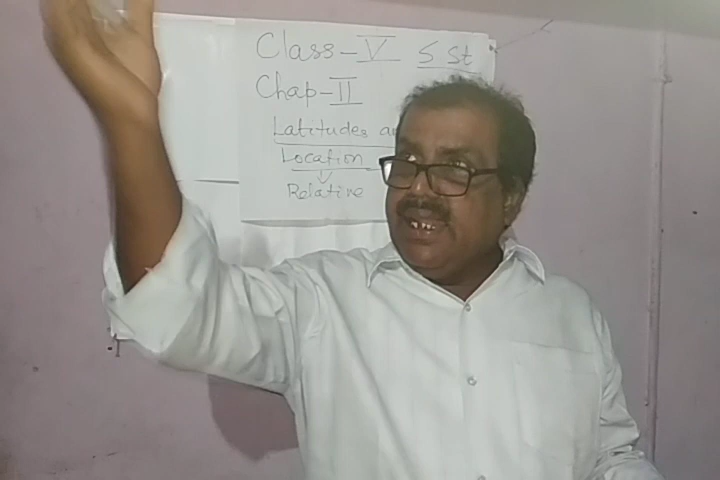 Class-V S St
Chap-II
Latitudes
Location
Relative